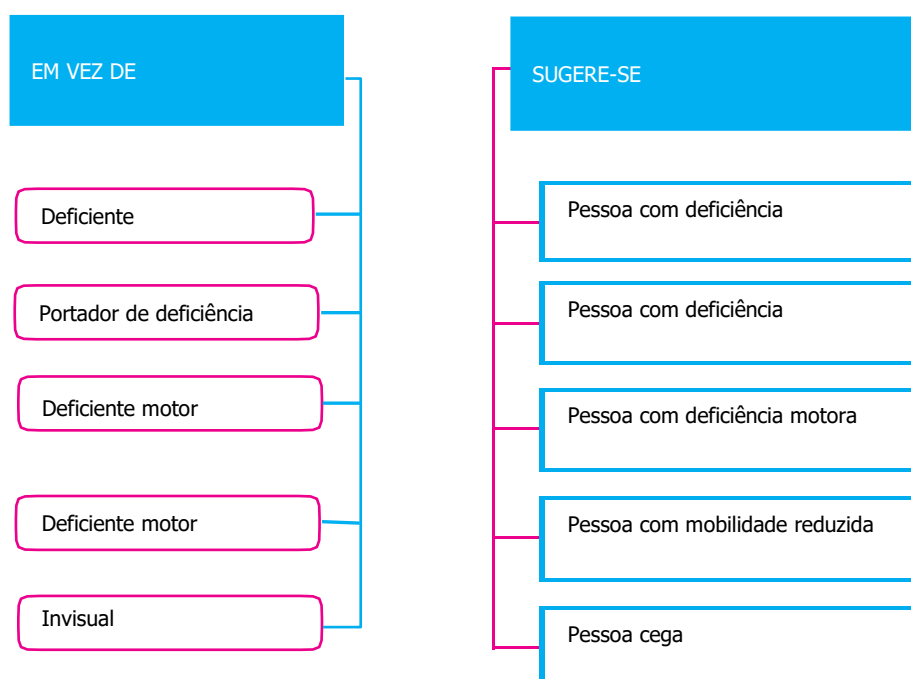 EM VEZ DE
Deficiente
Portador de deficiência
Deficiente motor
Deficiente motor
Invisual
SUGERE-SE
Pessoa com deficiência
Pessoa com deficiência
Pessoa com deficiência motora
Pessoa com mobilidade reduzida
Pessoa cega